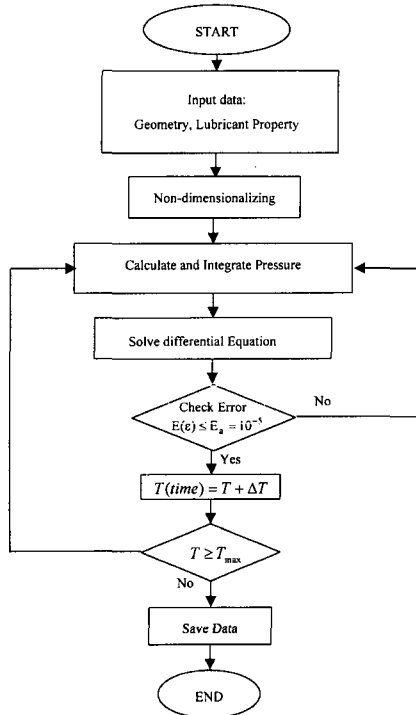 START
Input data:
Geometry, Lubricant Property
Non-dimensionalizing
Calculate and Integrate Pressure
Solve differential Equation
Check Error
No
E(ε) ≤ Eₐ = 10⁻⁵
Yes
T(time) = T + ΔT
T ≥ Tmax
No
Save Data
END